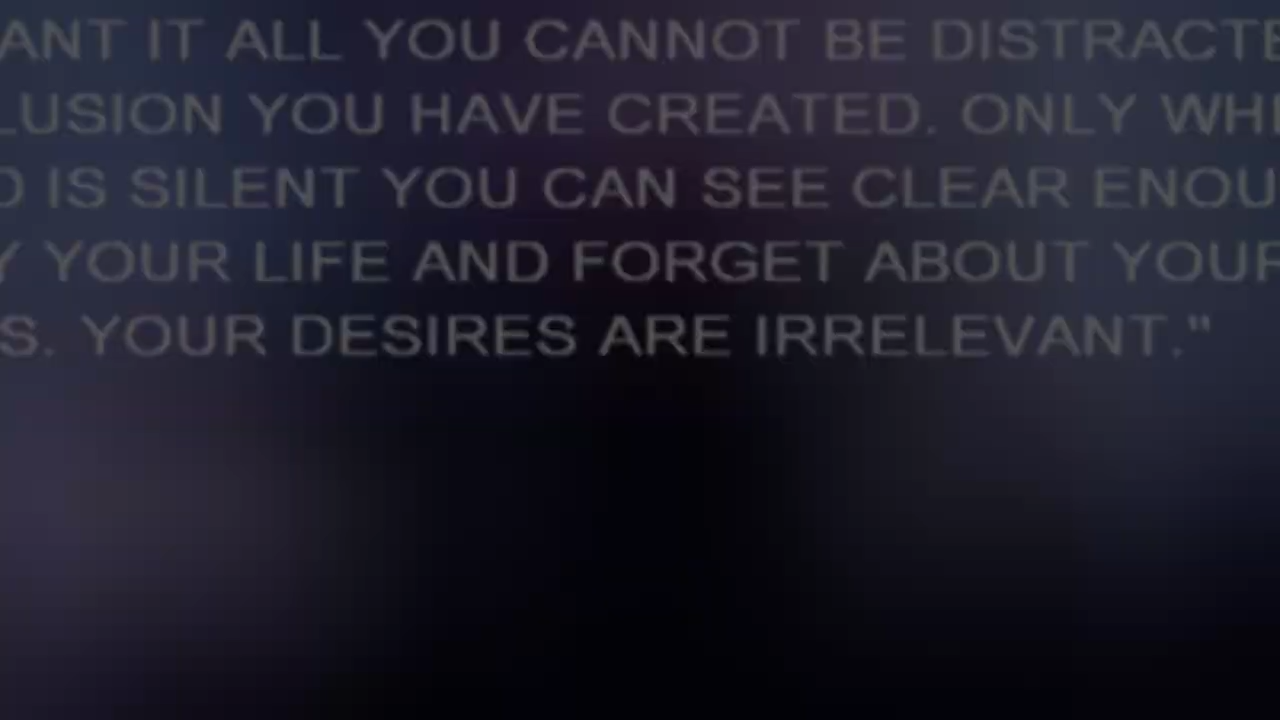 ANT IT ALL YOU CANNOT BE DISTRACTE
LUSION YOU HAVE CREATED. ONLY WHE
D IS SILENT YOU CAN SEE CLEAR ENOU
Y YOUR LIFE AND FORGET ABOUT YOUR
S. YOUR DESIRES ARE IRRELEVANT."